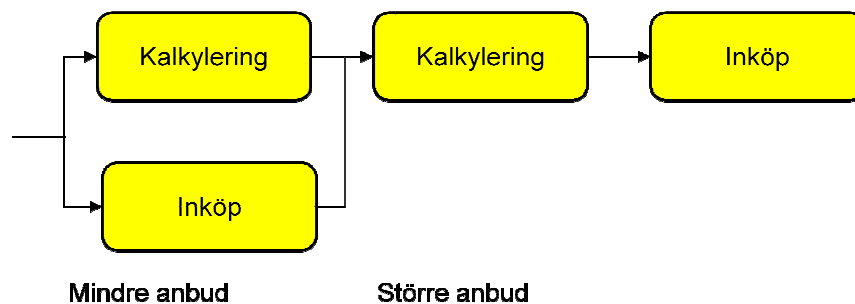 Kalkylering
Kalkylering
Inköp
Inköp
Mindre anbud
Större anbud